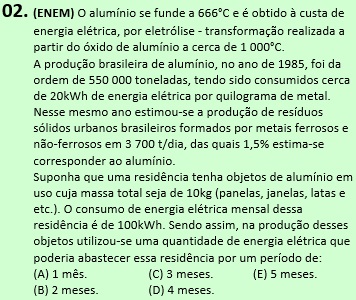 02. (ENEM) O alumínio se funde a 666°C e é obtido à custa de
energia elétrica, por eletrólise - transformação realizada a
partir do óxido de alumínio a cerca de 1 000°C.
A produção brasileira de alumínio, no ano de 1985, foi da
ordem de 550 000 toneladas, tendo sido consumidos cerca
de 20kWh de energia elétrica por quilograma de metal.
Nesse mesmo ano estimou-se a produção de resíduos
sólidos urbanos brasileiros formados por metais ferrosos e
não-ferrosos em 3 700 t/dia, das quais 1,5% estima-se
corresponder ao alumínio.
Suponha que uma residência tenha objetos de alumínio em
uso cuja massa total seja de 10kg (panelas, janelas, latas e
etc.). O consumo de energia elétrica mensal dessa
residência é de 100kWh. Sendo assim, na produção desses
objetos utilizou-se uma quantidade de energia elétrica que
poderia abastecer essa residência por um período de:
(A) 1 mês. (C) 3 meses. (E) 5 meses.
(B) 2 meses. (D) 4 meses.